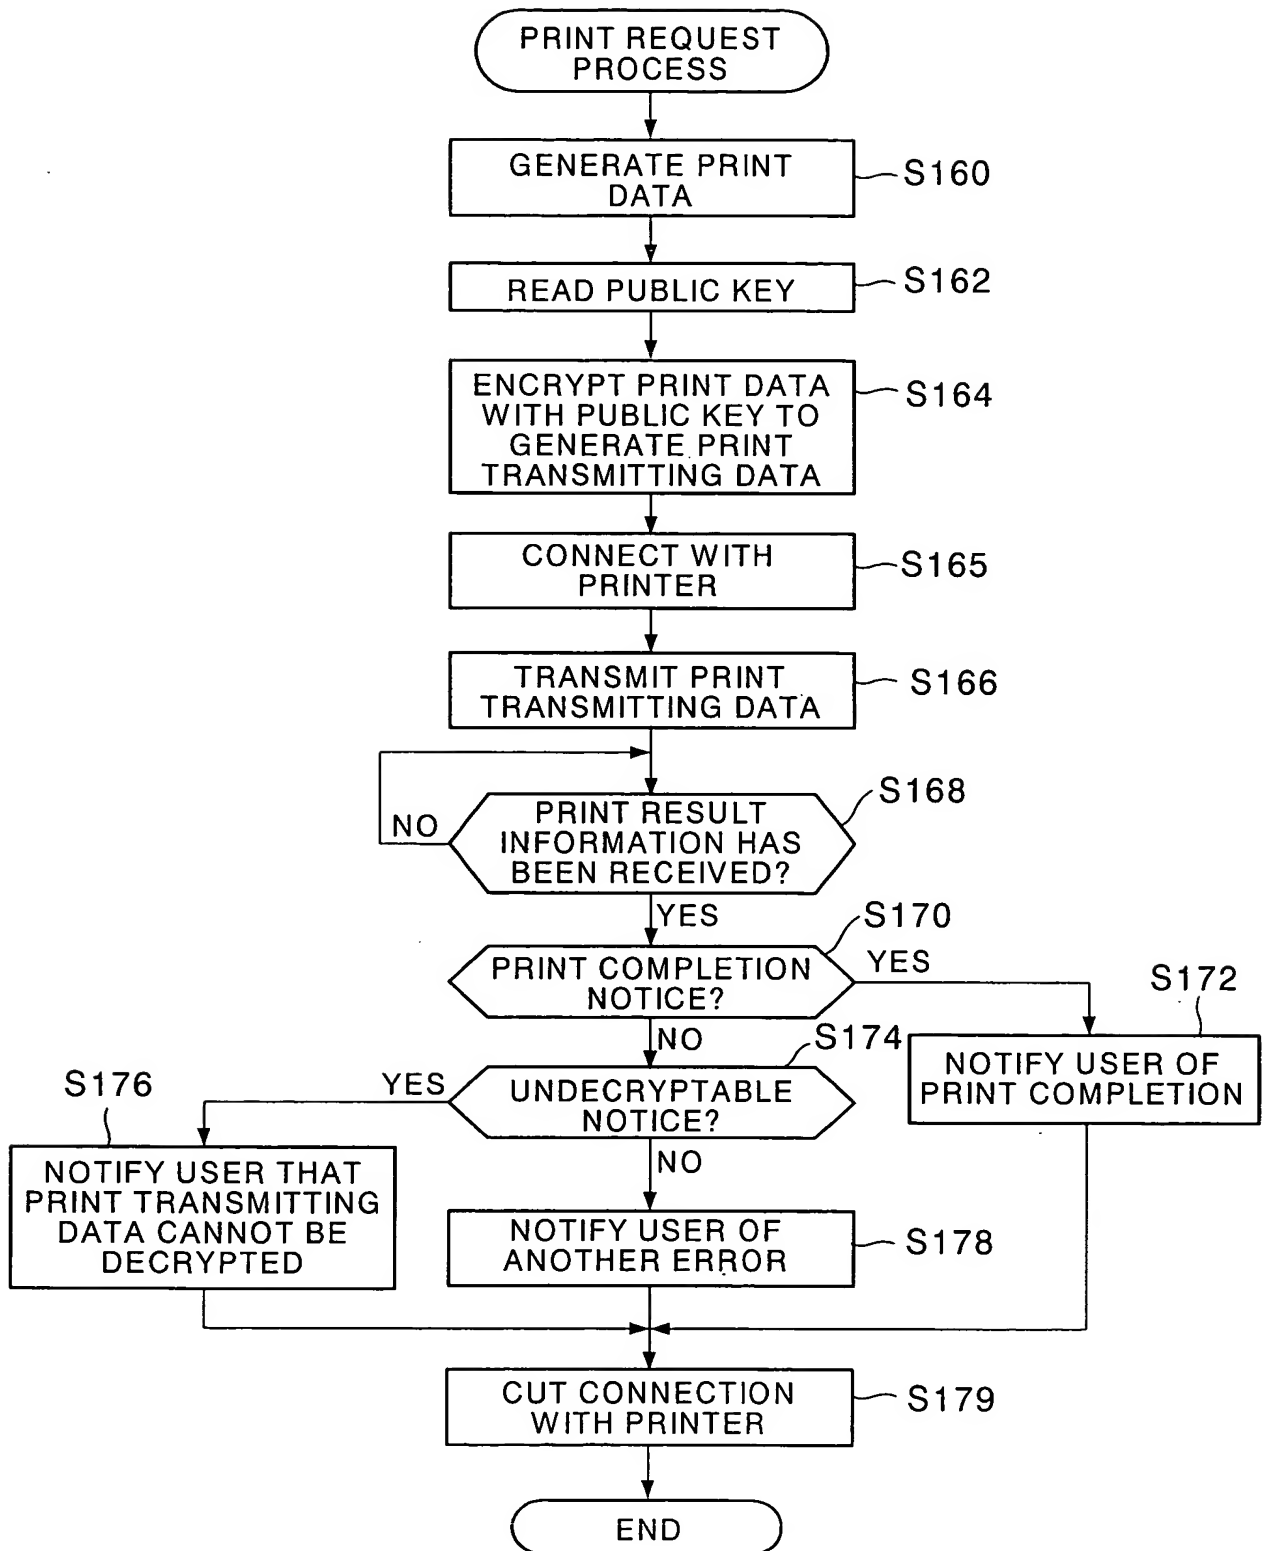 PRINT REQUEST
PROCESS
GENERATE PRINT
DATA
S160
READ PUBLIC KEY
S162
ENCRYPT PRINT DATA
WITH PUBLIC KEY TO
GENERATE PRINT
TRANSMITTING DATA
S164
CONNECT WITH
PRINTER
S165
TRANSMIT PRINT
TRANSMITTING DATA
S166
PRINT RESULT
INFORMATION HAS
BEEN RECEIVED?
S168
NO
YES
PRINT COMPLETION
NOTICE?
S170
YES
NO
S172
NOTIFY USER OF
PRINT COMPLETION
UNDECRYPTABLE
NOTICE?
S174
YES
NO
S176
NOTIFY USER THAT
PRINT TRANSMITTING
DATA CANNOT BE
DECRYPTED
NOTIFY USER OF
ANOTHER ERROR
S178
CUT CONNECTION
WITH PRINTER
S179
END